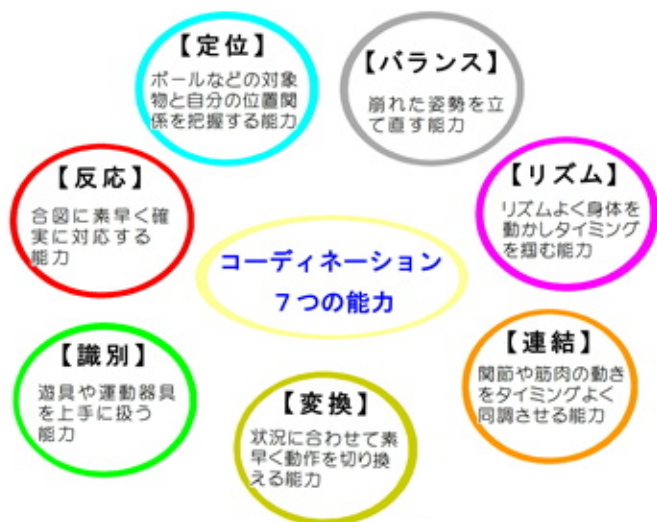 【定位】
ボールなどの対象
物と自分の位置関
係を把握する能力
【バランス】
崩れた姿勢を立
て直す能力
【反応】
合図に素早く確
実に対応する
能力
【リズム】
リズムよく身体を
動かしタイミング
を掴む能力
コーディネーション
7つの能力
【識別】
遊具や運動器具
を上手に扱う
能力
【変換】
状況に合わせて素
早く動作を切り換
える能力
【連結】
関節や筋肉の動き
をタイミングよく
同調させる能力